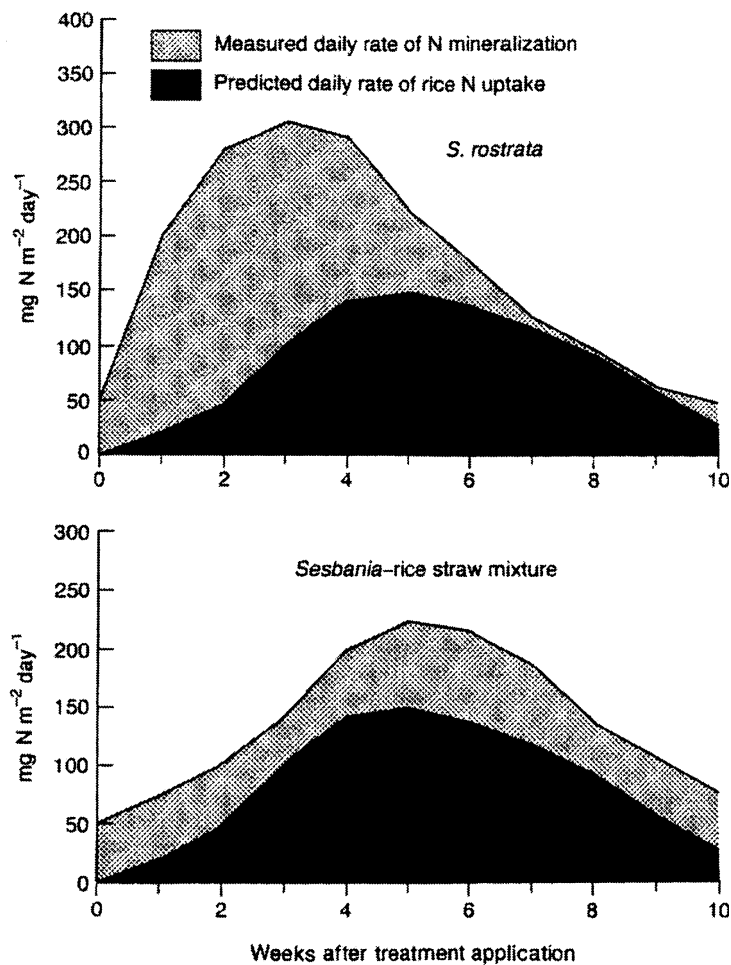 400
350
300
250
200
150
100
50
0
Measured daily rate of N mineralization
Predicted daily rate of rice N uptake
S. rostrata
mg N m⁻² day⁻¹
0 2 4 6 8 10
300
250
200
150
100
50
0
Sesbania–rice straw mixture
mg N m⁻² day⁻¹
0 2 4 6 8 10
Weeks after treatment application